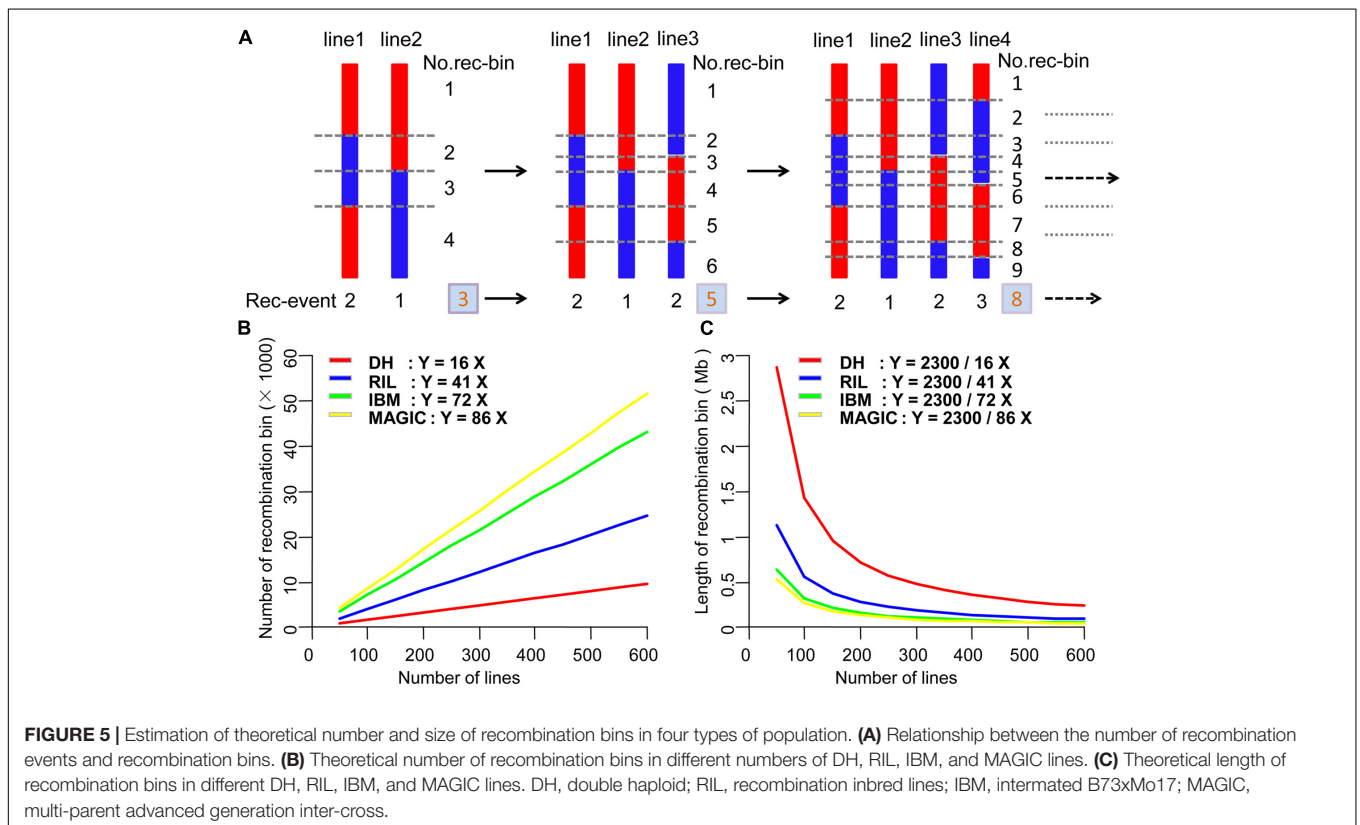 A
line1 line2
No.rec-bin
1
2
3
4
Rec-event 2 1 3
line1 line2 line3
No.rec-bin
1
2
3
4
5
6
2 1 2 5
line1 line2 line3 line4
No.rec-bin
1
2
3
4
5
6
7
8
9
2 1 2 3 8
B
Number of recombination bin (× 1000)
60
50
40
30
20
10
0
DH : Y = 16 X
RIL : Y = 41 X
IBM : Y = 72 X
MAGIC : Y = 86 X
0 100 200 300 400 500 600
Number of lines
C
Length of recombination bin ( Mb )
3
2.5
2
1.5
1
0.5
0
DH : Y = 2300 / 16 X
RIL : Y = 2300 / 41 X
IBM : Y = 2300 / 72 X
MAGIC : Y = 2300 / 86 X
0 100 200 300 400 500 600
Number of lines
FIGURE 5 | Estimation of theoretical number and size of recombination bins in four types of population. (A) Relationship between the number of recombination
events and recombination bins. (B) Theoretical number of recombination bins in different numbers of DH, RIL, IBM, and MAGIC lines. (C) Theoretical length of
recombination bins in different DH, RIL, IBM, and MAGIC lines. DH, double haploid; RIL, recombination inbred lines; IBM, intermated B73xMo17; MAGIC,
multi-parent advanced generation inter-cross.